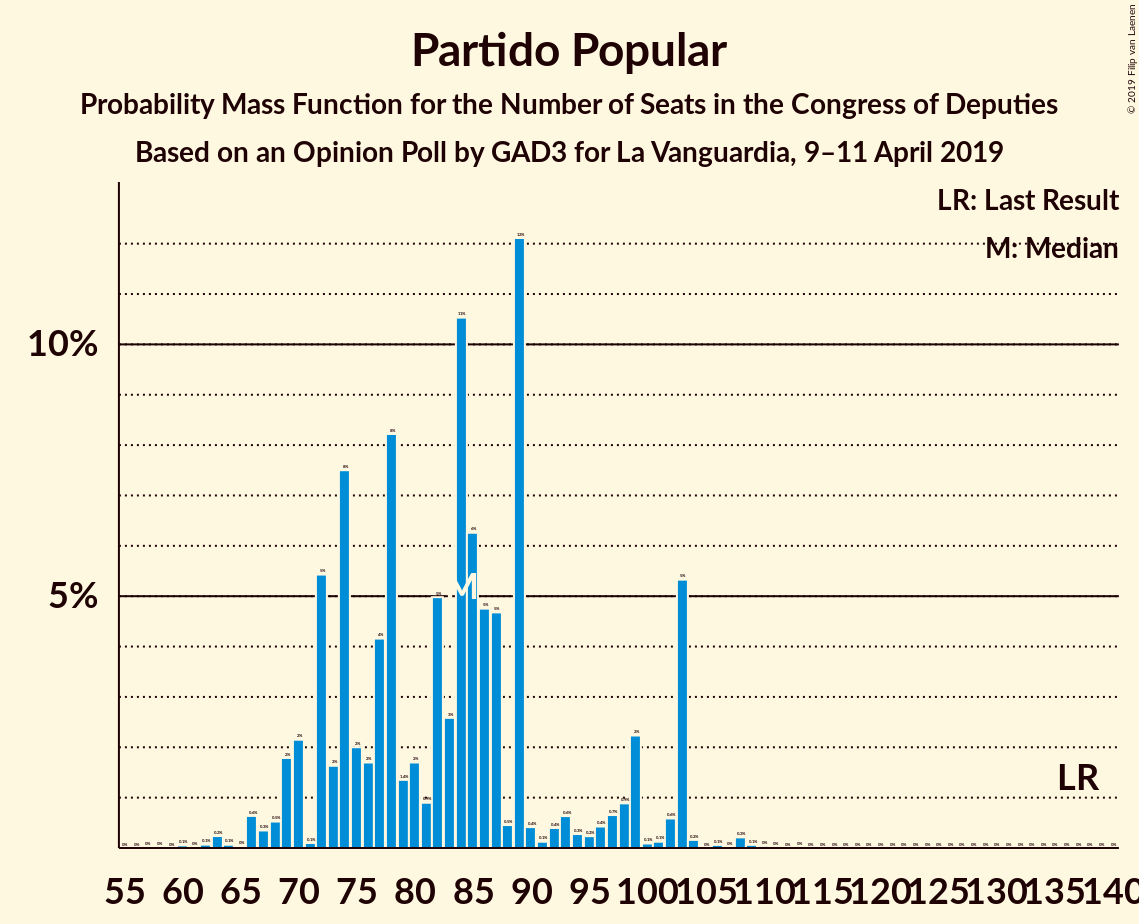 Partido Popular
Probability Mass Function for the Number of Seats in the Congress of Deputies
Based on an Opinion Poll by GAD3 for La Vanguardia, 9–11 April 2019
© 2019 Filip van Laenen
LR: Last Result
M: Median
10%
5%
M
LR
55 60 65 70 75 80 85 90 95 100 105 110 115 120 125 130 135 140